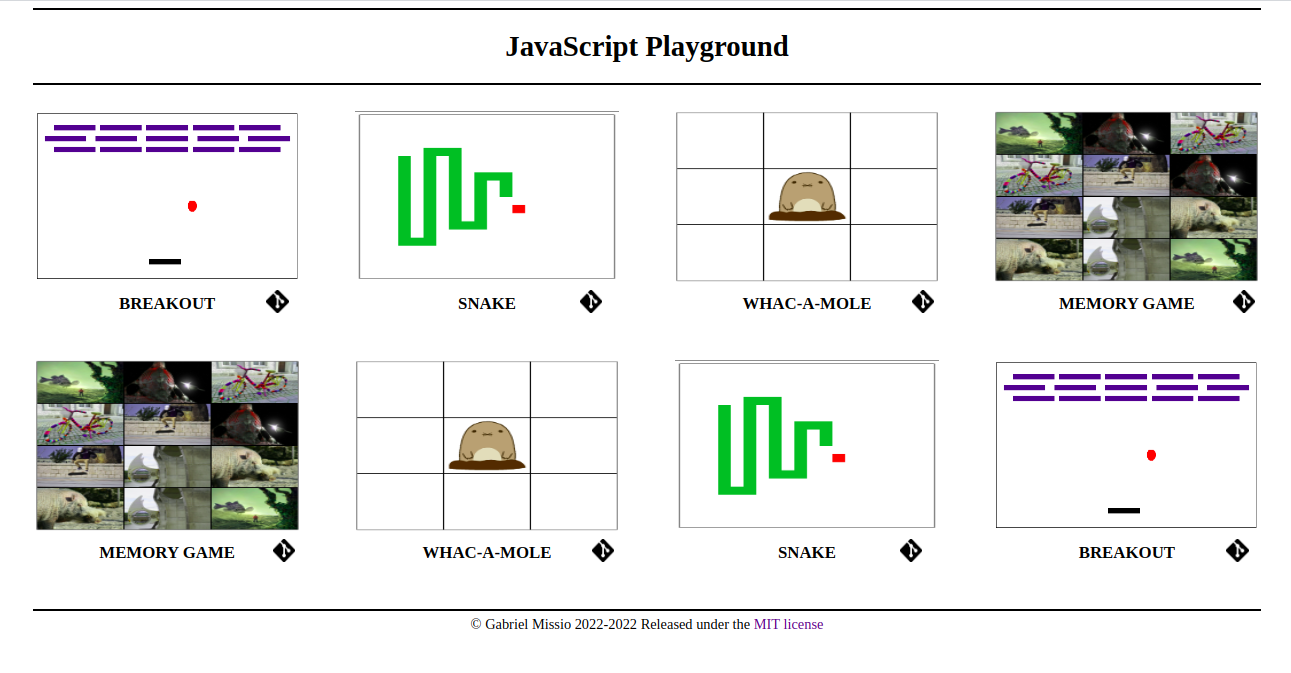 JavaScript Playground
BREAKOUT
SNAKE
WHAC-A-MOLE
MEMORY GAME
MEMORY GAME
WHAC-A-MOLE
SNAKE
BREAKOUT
© Gabriel Missio 2022-2022 Released under the MIT license